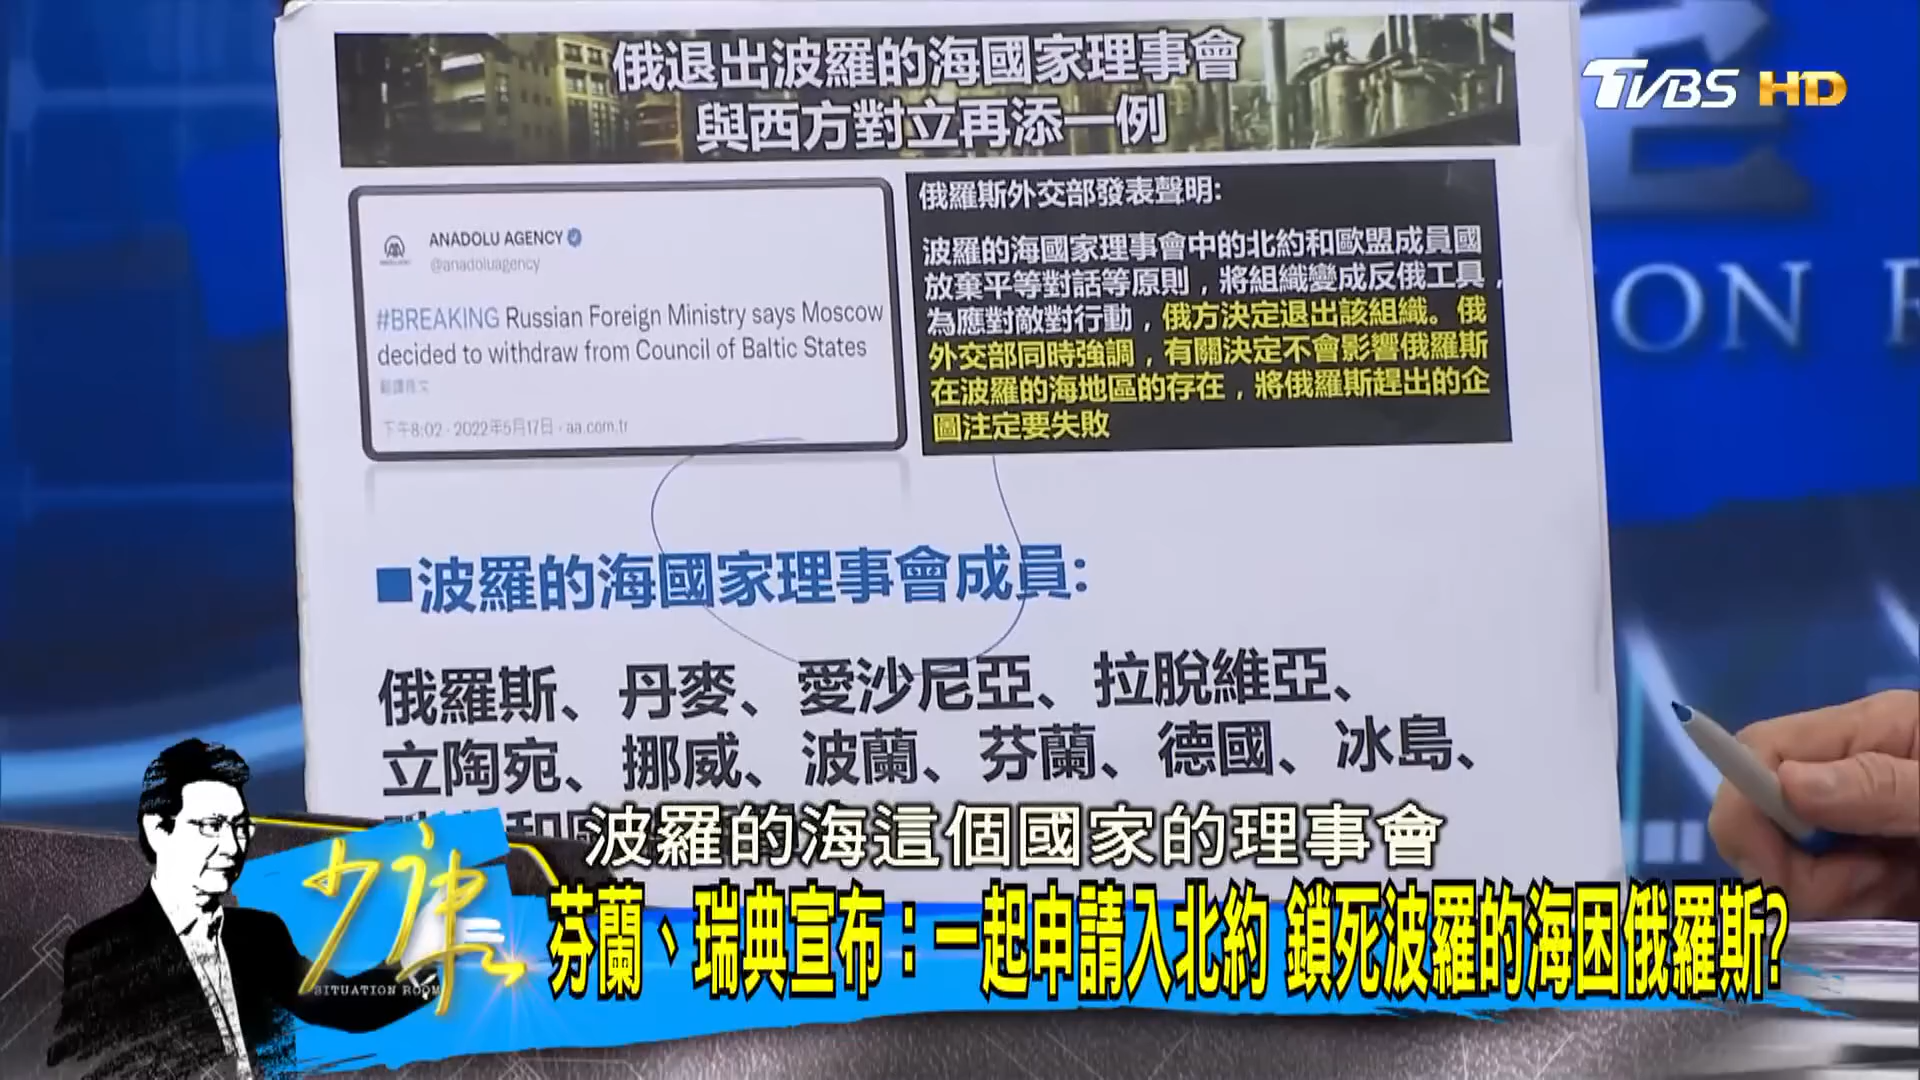 俄退出波羅的海國家理事會
與西方對立再添一例
TVBS HD
ANADOLU AGENCY
@anadoluagency
#BREAKING Russian Foreign Ministry says Moscow
decided to withdraw from Council of Baltic States
翻譯推文
下午8:02 · 2022年5月17日 · aa.com.tr
俄羅斯外交部發表聲明:
波羅的海國家理事會中的北約和歐盟成員國
放棄平等對話等原則，將組織變成反俄工具，
為應對敵對行動，俄方決定退出該組織。俄
外交部同時強調，有關決定不會影響俄羅斯
在波羅的海地區的存在，將俄羅斯趕出的企
圖注定要失敗
ON R
■波羅的海國家理事會成員:
俄羅斯、丹麥、愛沙尼亞、拉脫維亞、
立陶宛、挪威、波蘭、芬蘭、德國、冰島、
波羅的海這個國家的理事會
少康
SITUATION ROOM
芬蘭、瑞典宣布：一起申請入北約 鎖死波羅的海困俄羅斯?